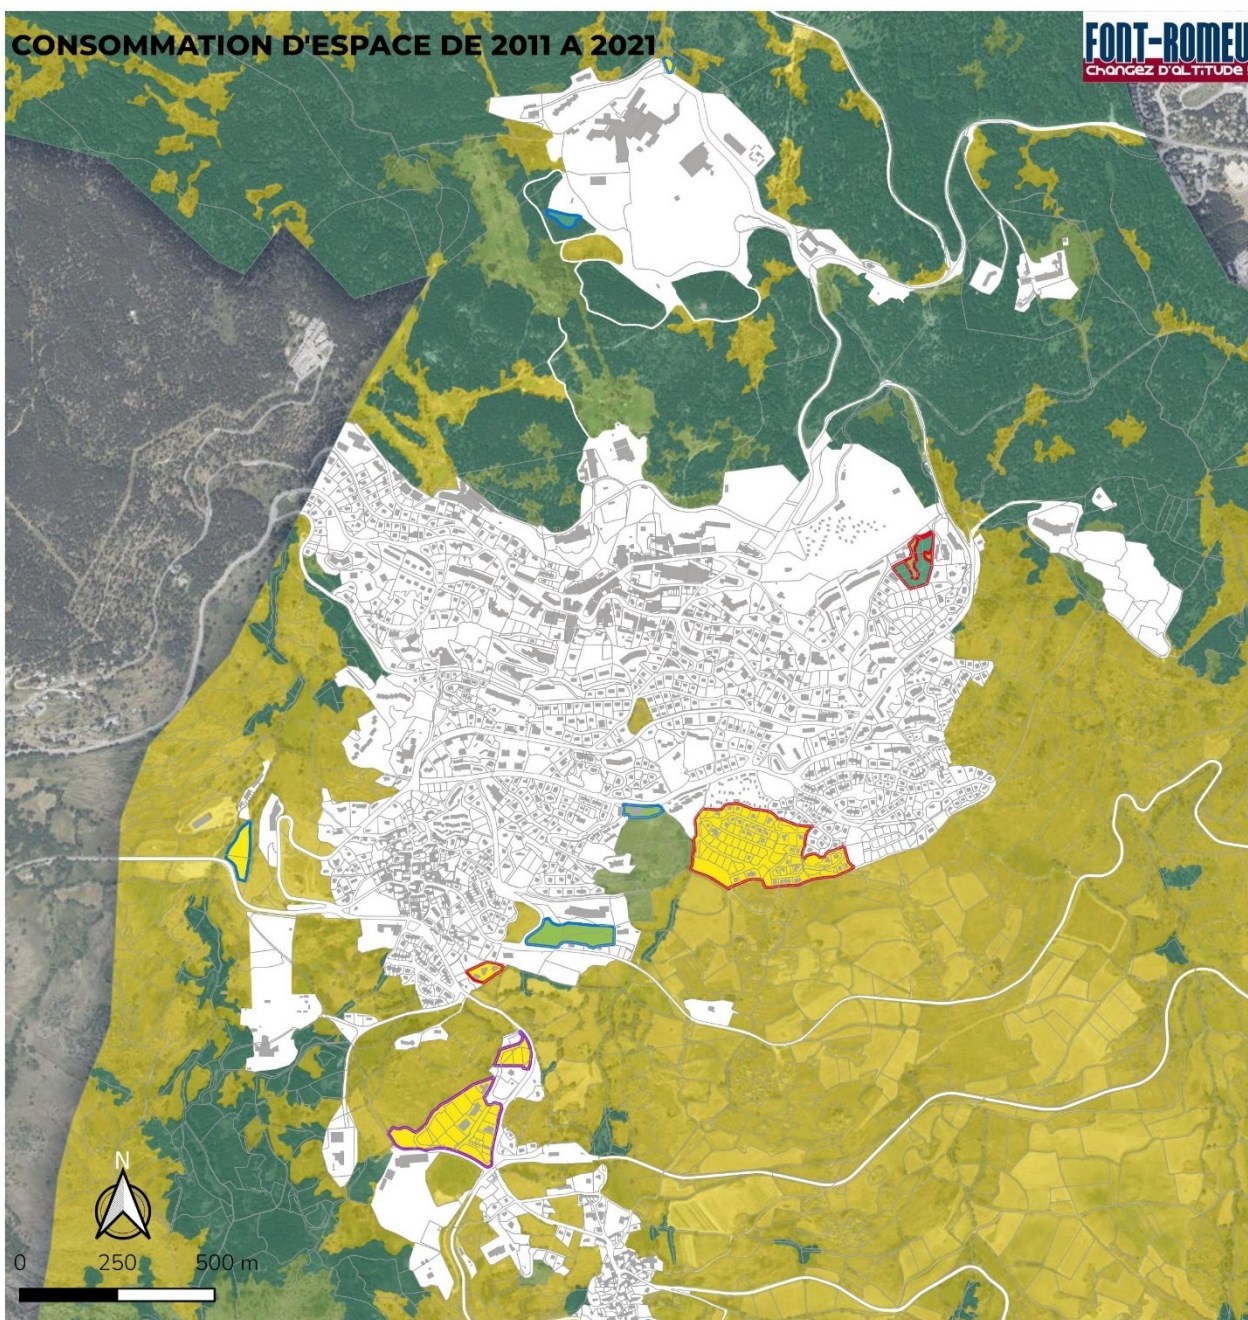 CONSOMMATION D'ESPACE DE 2011 A 2021
FONT-ROMEU
CHANGEZ D'ALTITUDE !
N
0 250 500 m